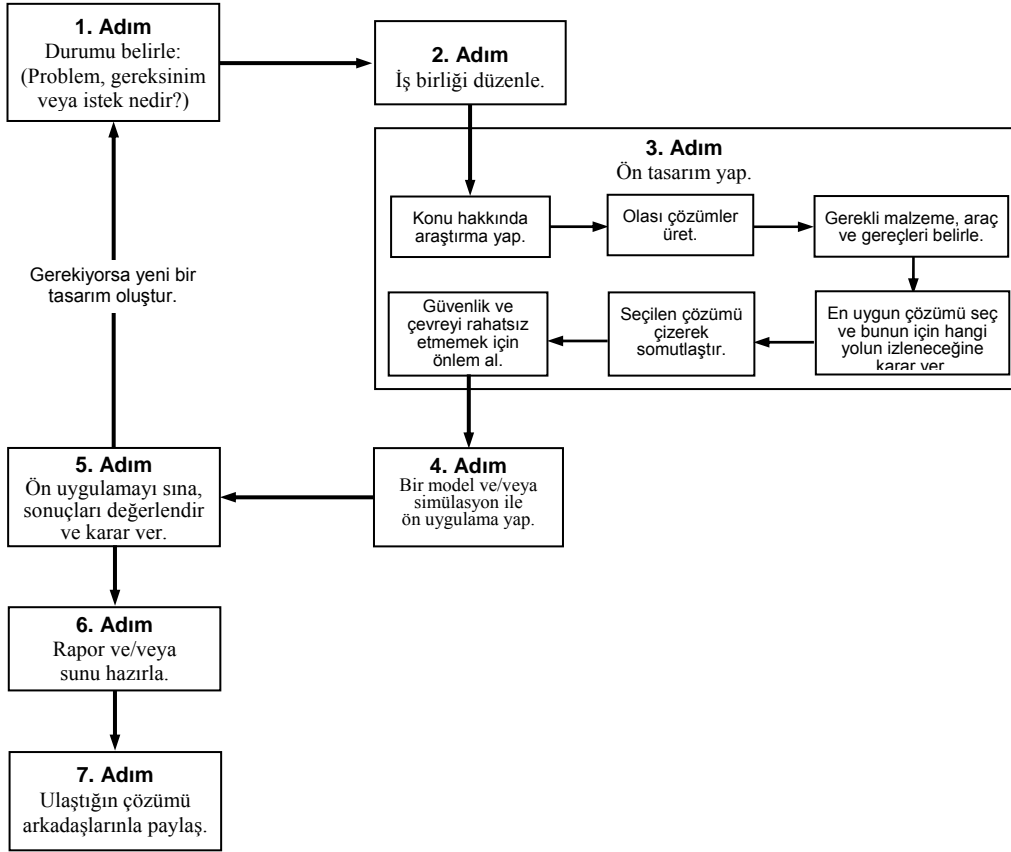 1. Adım
Durumu belirle:
(Problem, gereksinim
veya istek nedir?)
2. Adım
İş birliği düzenle.
3. Adım
Ön tasarım yap.
Konu hakkında
araştırma yap.
Olası çözümler
üret.
Gerekli malzeme, araç
ve gereçleri belirle.
En uygun çözümü seç
ve bunun için hangi
yolun izleneceğine
karar ver
Seçilen çözümü
çizerek
somutlaştır.
Güvenlik ve
çevreyi rahatsız
etmemek için
önlem al.
4. Adım
Bir model ve/veya
simülasyon ile
ön uygulama yap.
5. Adım
Ön uygulamayı sına,
sonuçları değerlendir
ve karar ver.
Gerekiyorsa yeni bir
tasarım oluştur.
6. Adım
Rapor ve/veya
sunu hazırla.
7. Adım
Ulaştığın çözümü
arkadaşlarınla paylaş.